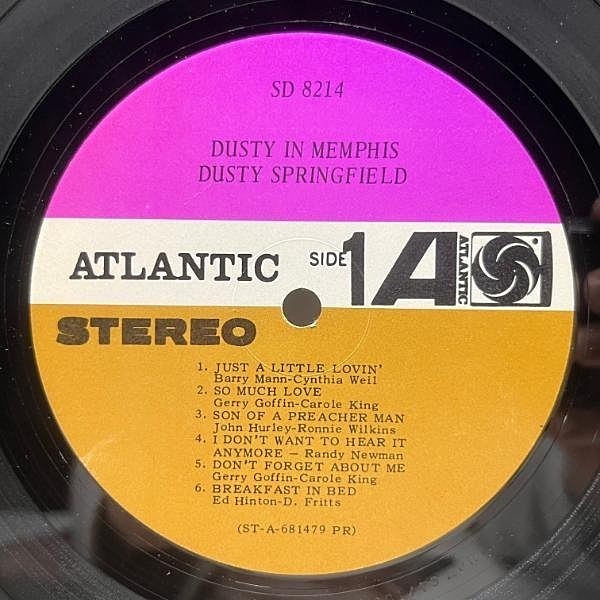 SD 8214
DUSTY IN MEMPHIS
DUSTY SPRINGFIELD
ATLANTIC SIDE 1 A ATLANTIC
STEREO
1. JUST A LITTLE LOVIN'
Barry Mann-Cynthia Weil
2. SO MUCH LOVE
Gerry Goffin-Carole King
3. SON OF A PREACHER MAN
John Hurley-Ronnie Wilkins
4. I DON'T WANT TO HEAR IT
ANYMORE — Randy Newman
5. DON'T FORGET ABOUT ME
Gerry Goffin-Carole King
6. BREAKFAST IN BED
Ed Hinton-D. Fritts
(ST-A-681479 PR)